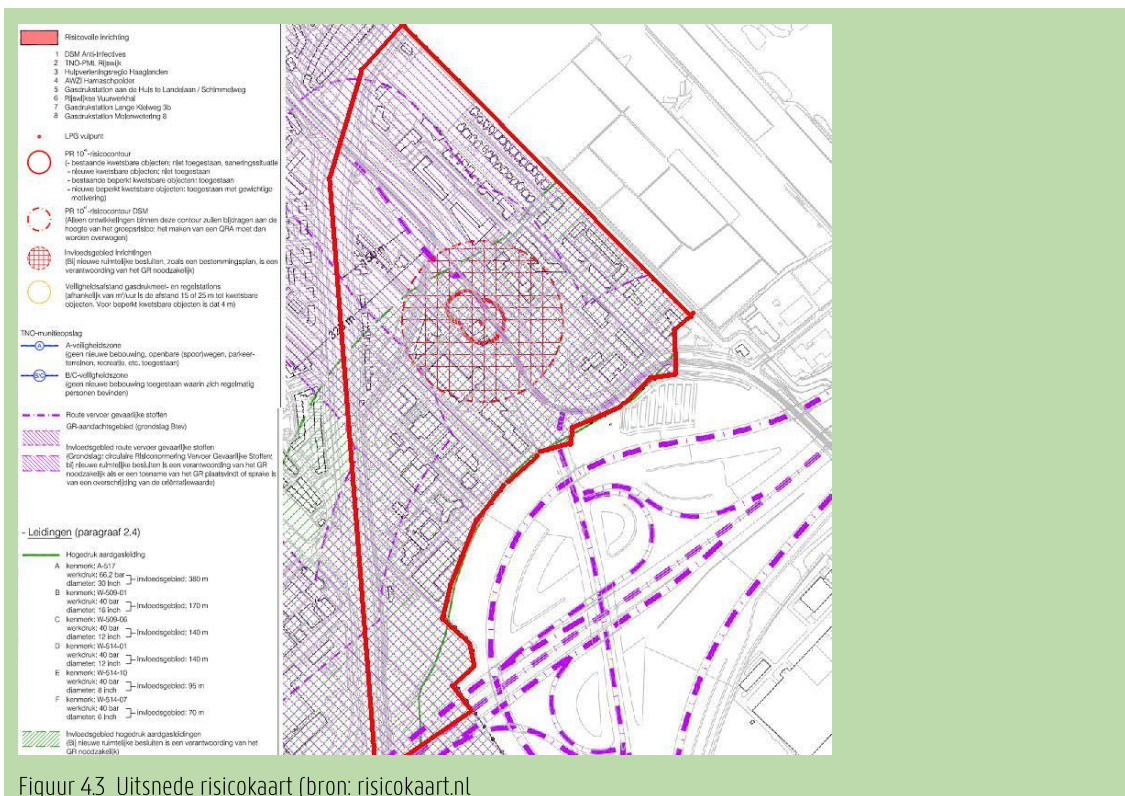 Risicovolle inrichting
1 DSM Anti-Infectives
2 TNO-PML Rijswijk
3 Hulpverleningsregio Haaglanden
4 AWZI Harnaschpolder
5 Gasdrukstation aan de Huis te Landelaan / Schimmelweg
6 Rijswijkse Vuurwerkhal
7 Gasdrukstation Lange Kleiweg 3b
8 Gasdrukstation Molenwetering 8
LPG vulpunt
PR 10⁻⁶-risicocontour
(- bestaande kwetsbare objecten: niet toegestaan, saneringssituatie
- nieuwe kwetsbare objecten: niet toegestaan
- bestaande beperkt kwetsbare objecten: toegestaan
- nieuwe beperkt kwetsbare objecten: toegestaan met gewichtige
motivering)
-risicocontour DSM
(Alleen ontwikkelingen binnen deze contour zullen bijdragen aan de
hoogte van het groepsrisico; het maken van een QRA moet dan
worden overwogen)
Invloedsgebied inrichtingen
(Bij nieuwe ruimtelijke besluiten, zoals een bestemmingsplan, is een
verantwoording van het GR noodzakelijk)
Veiligheidsafstand gasdrukmeet- en regelstations
(afhankelijk van m³/uur is de afstand 15 of 25 m tot kwetsbare
objecten. Voor beperkt kwetsbare objecten is dat 4 m)
TNO-munitieopslag
A
A-veiligheidszone
(geen nieuwe bebouwing, openbare (spoor)wegen, parkeer-
terreinen, recreatie, etc. toegestaan)
B/C
B/C-veiligheidszone
(geen nieuwe bebouwing toegestaan waarin zich regelmatig
personen bevinden)
Route vervoer gevaarlijke stoffen
GR-aandachtsgebied (grondslag Btev)
Invloedsgebied route vervoer gevaarlijke stoffen
(Grondslag: circulaire Risiconormering Vervoer Gevaarlijke Stoffen;
bij nieuwe ruimtelijke besluiten is een verantwoording van het GR
noodzakelijk als er een toename van het GR plaatsvindt of sprake is
van een overschrijding van de oriëntatiewaarde)
- Leidingen (paragraaf 2.4)
Hogedruk aardgasleiding
A kenmerk: A-517
werkdruk: 66,2 bar
diameter: 30 inch
invloedsgebied: 380 m
B kenmerk: W-509-01
werkdruk: 40 bar
diameter: 16 inch
invloedsgebied: 170 m
C kenmerk: W-509-06
werkdruk: 40 bar
diameter: 12 inch
invloedsgebied: 140 m
D kenmerk: W-514-01
werkdruk: 40 bar
diameter: 12 inch
invloedsgebied: 140 m
E kenmerk: W-514-10
werkdruk: 40 bar
diameter: 8 inch
invloedsgebied: 95 m
F kenmerk: W-514-07
werkdruk: 40 bar
diameter: 6 inch
invloedsgebied: 70 m
Invloedsgebied hogedruk aardgasleidingen
(Bij nieuwe ruimtelijke besluiten is een verantwoording van het
GR noodzakelijk)
Figuur 4.3 Uitsnede risicokaart (bron: risicokaart.nl